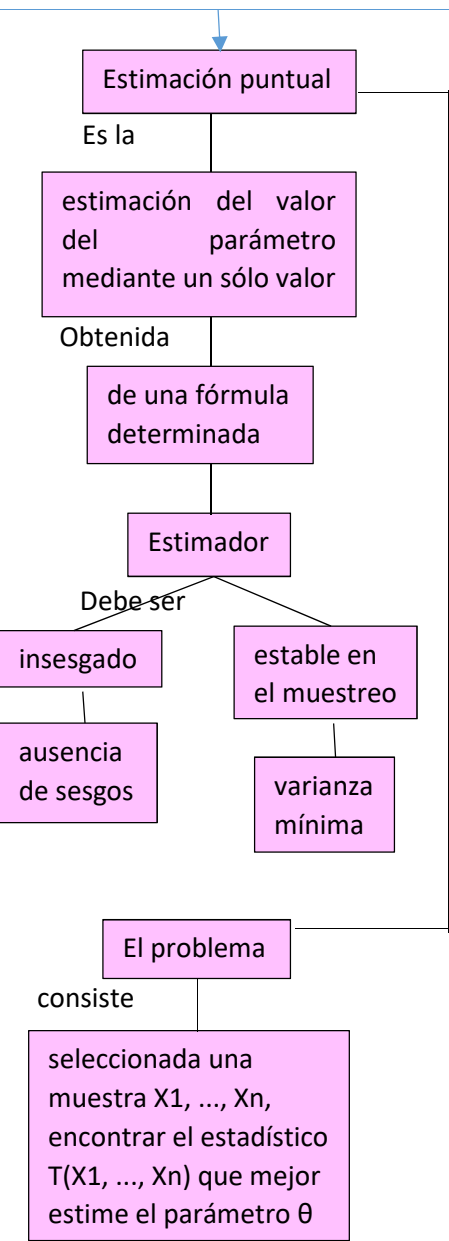 Estimación puntual
Es la
estimación del valor
del parámetro
mediante un sólo valor
Obtenida
de una fórmula
determinada
Estimador
Debe ser
insesgado
estable en
el muestreo
ausencia
de sesgos
varianza
mínima
El problema
consiste
seleccionada una
muestra X1, ..., Xn,
encontrar el estadístico
T(X1, ..., Xn) que mejor
estime el parámetro θ